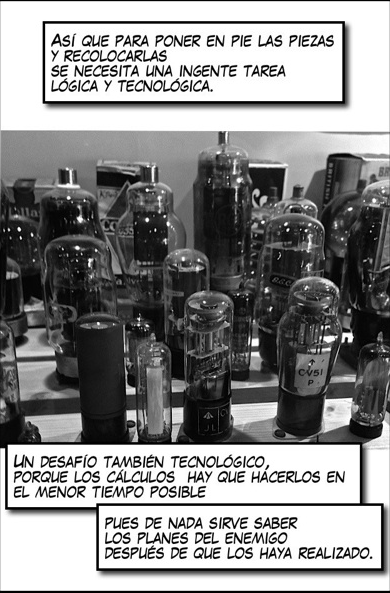 ASÍ QUE PARA PONER EN PIE LAS PIEZAS
Y RECOLOCARLAS
SE NECESITA UNA INGENTE TAREA
LÓGICA Y TECNOLÓGICA.
CV51
P
JL
UN DESAFÍO TAMBIÉN TECNOLÓGICO,
PORQUE LOS CÁLCULOS HAY QUE HACERLOS EN
EL MENOR TIEMPO POSIBLE
PUES DE NADA SIRVE SABER
LOS PLANES DEL ENEMIGO
DESPUÉS DE QUE LOS HAYA REALIZADO.